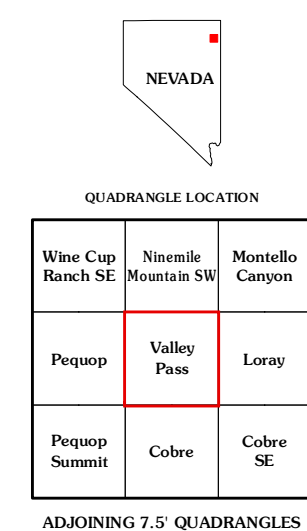 NEVADA
QUADRANGLE LOCATION
Wine Cup
Ranch SE
Ninemile
Mountain SW
Montello
Canyon
Pequop
Valley
Pass
Loray
Pequop
Summit
Cobre
Cobre
SE
ADJOINING 7.5' QUADRANGLES